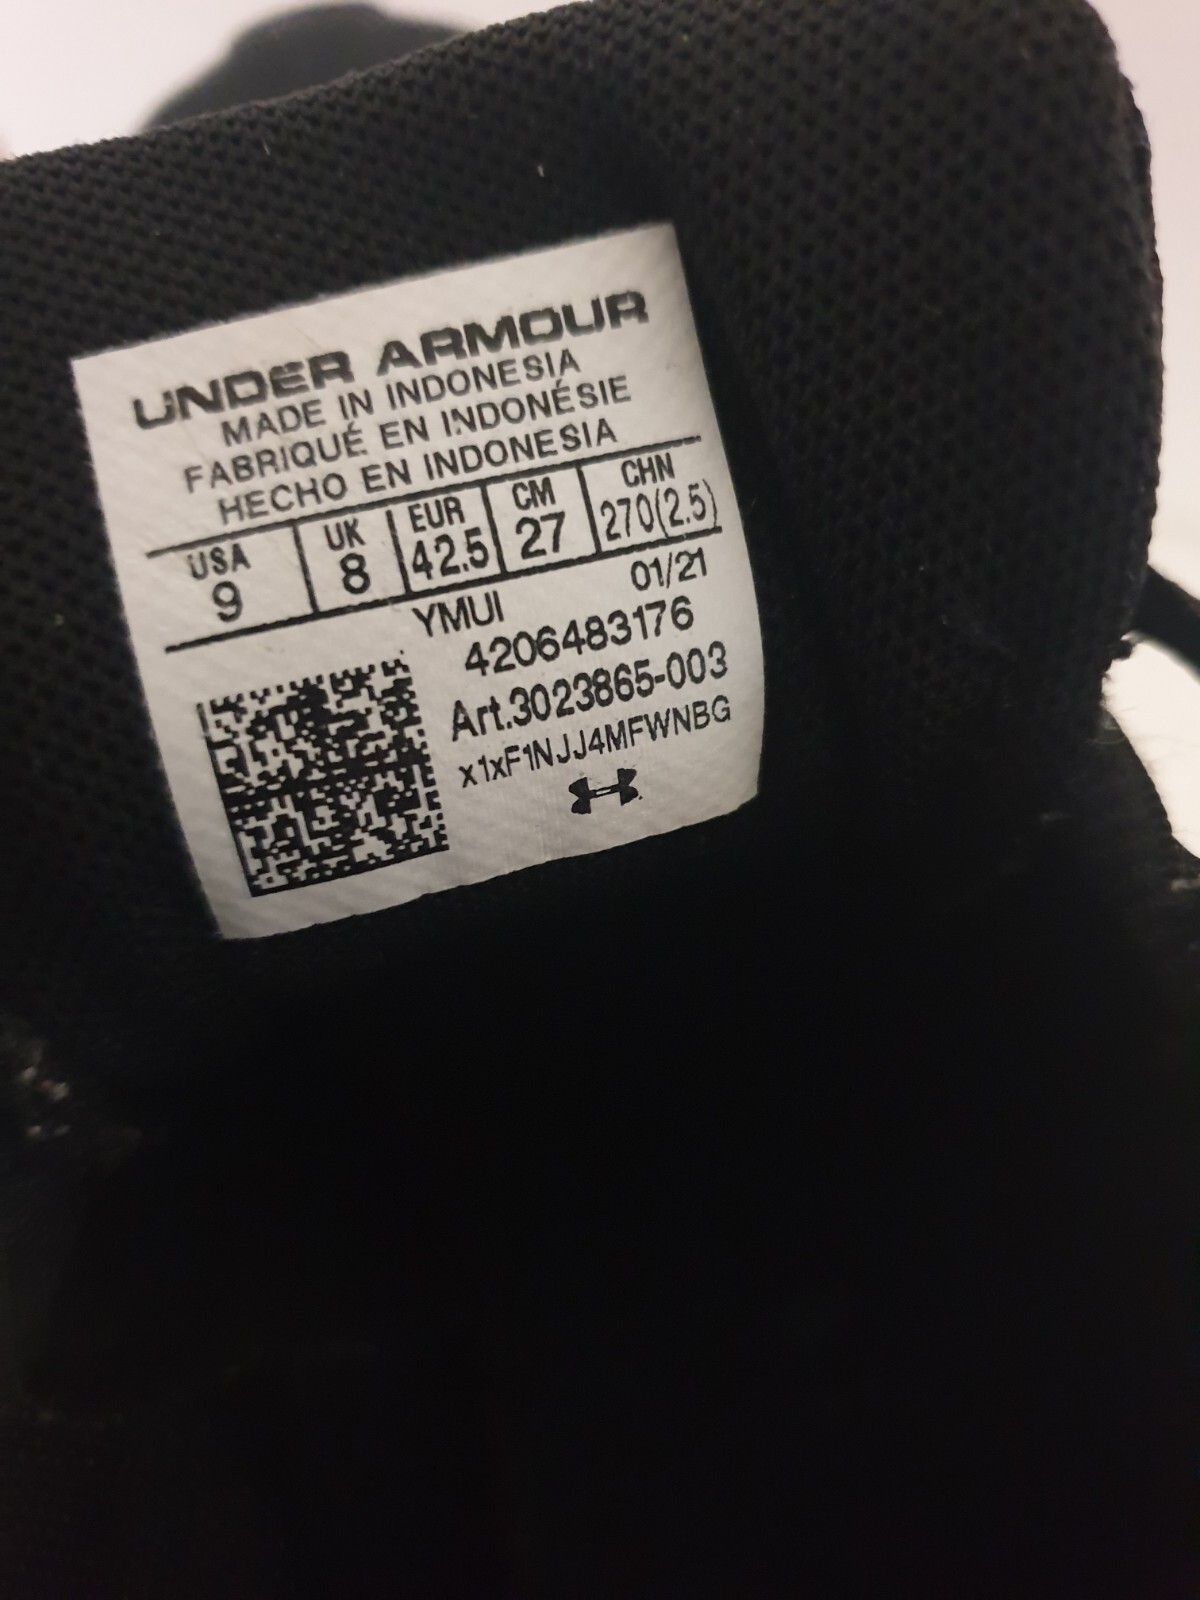 UNDER ARMOUR
MADE IN INDONESIA
FABRIQUÉ EN INDONÉSIE
HECHO EN INDONESIA
USA UK EUR CM CHN
9 8 42.5 27 270(2.5)
YMUI 01/21
4206483176
Art.3023865-003
x1xF1NJJ4MFWNBG